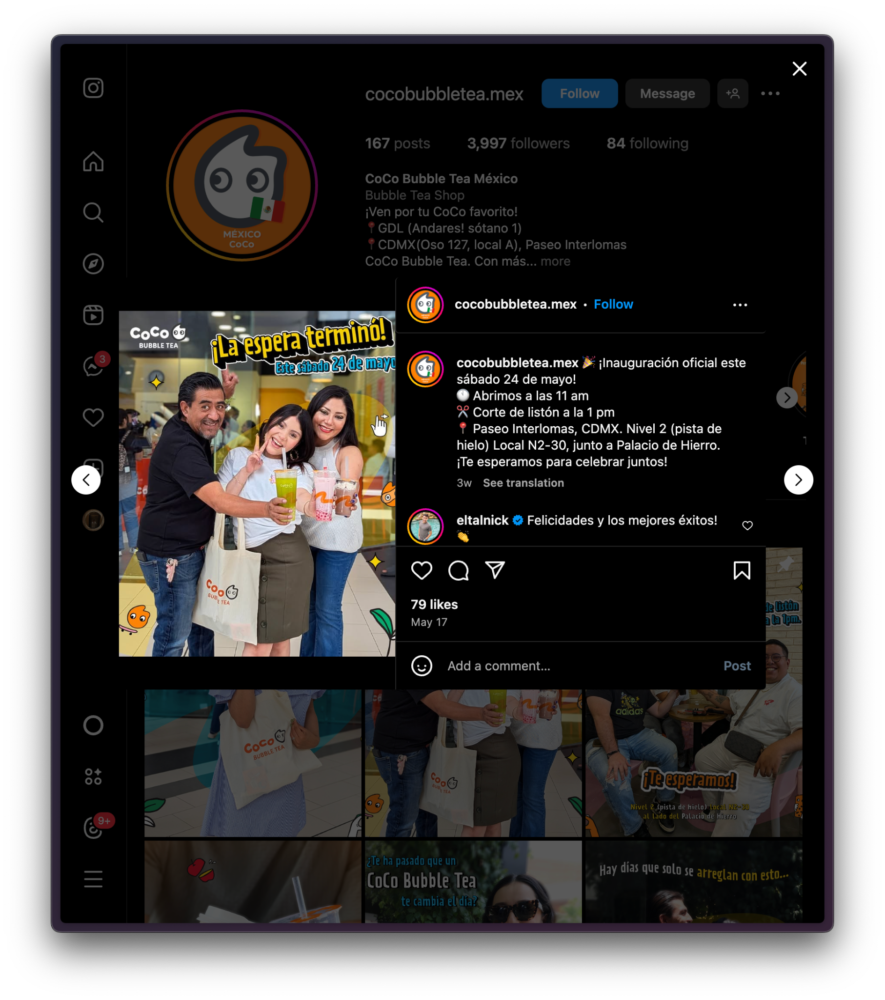 cocobubbletea.mex
Follow
Message
167 posts
3,997 followers
84 following
CoCo Bubble Tea México
Bubble Tea Shop
¡Ven por tu CoCo favorito!
📍GDL (Andares! sótano 1)
📍CDMX(Oso 127, local A), Paseo Interlomas
CoCo Bubble Tea. Con más... more
MÉXICO
CoCo
3
9+
CoCo
BUBBLE TEA
¡La espera terminó!
Este sábado 24 de mayo
CoCo
BUBBLE TEA
cocobubbletea.mex • Follow
cocobubbletea.mex 🎉 ¡Inauguración oficial este
sábado 24 de mayo!
🕚 Abrimos a las 11 am
✂️ Corte de listón a la 1 pm
📍 Paseo Interlomas, CDMX. Nivel 2 (pista de
hielo) Local N2-30, junto a Palacio de Hierro.
¡Te esperamos para celebrar juntos!
3w See translation
eltalnick Felicidades y los mejores éxitos!
👏
79 likes
May 17
Add a comment...
Post
de listón
a la 1pm.
CoCo
BUBBLE TEA
CoCo
BUBBLE TEA
adidas
¡Te esperamos!
Nivel 2 (pista de hielo) Local N2-30
al lado del Palacio de Hierro
¿Te ha pasado que un
CoCo Bubble Tea
te cambia el día?
Hay días que solo se arreglan con esto...